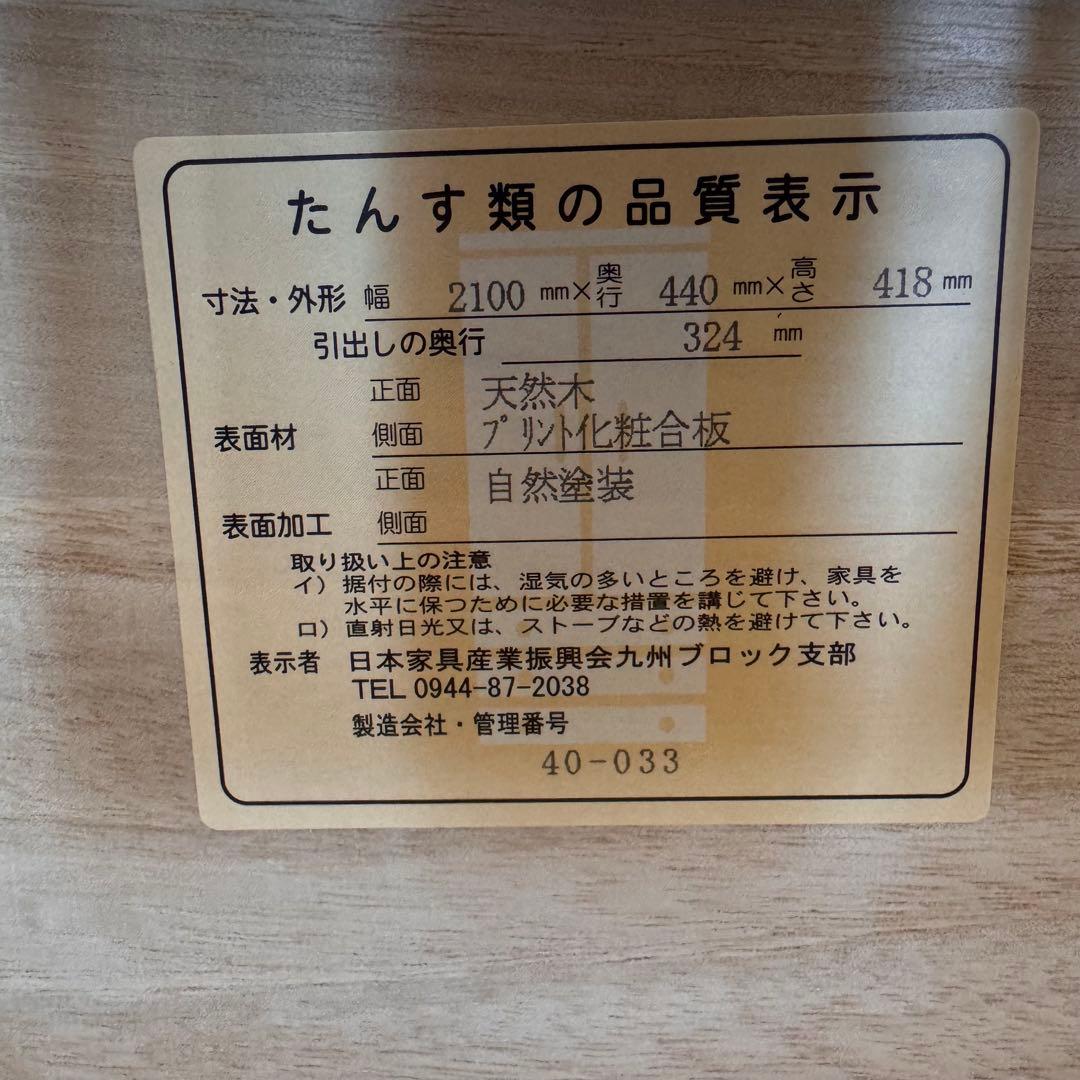 たんす類の品質表示
寸法・外形 幅 2100 mm×奥行 440 mm×高さ 418 mm
引出しの奥行 324 mm
正面 天然木
表面材 側面 プリント化粧合板
正面 自然塗装
表面加工 側面
取り扱い上の注意
イ）据付の際には、湿気の多いところを避け、家具を
水平に保つために必要な措置を講じて下さい。
ロ）直射日光又は、ストーブなどの熱を避けて下さい。
表示者 日本家具産業振興会九州ブロック支部
TEL 0944-87-2038
製造会社・管理番号
40-033